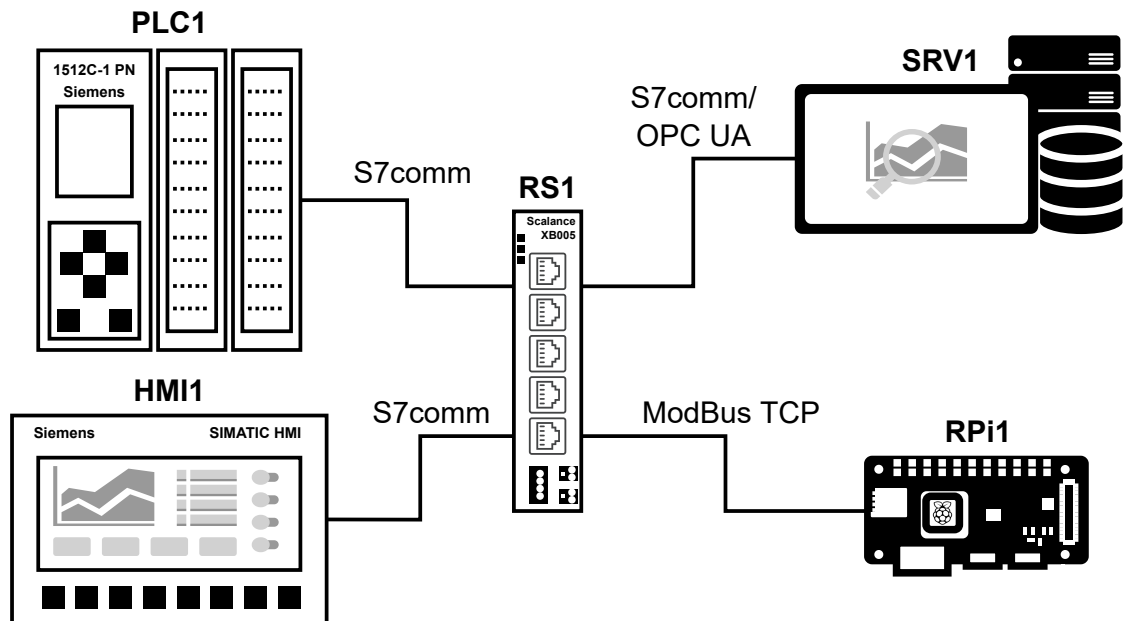 PLC1
1512C-1 PN
Siemens
S7comm
RS1
Scalance
XB005
S7comm/
OPC UA
SRV1
HMI1
Siemens
SIMATIC HMI
S7comm
ModBus TCP
RPi1